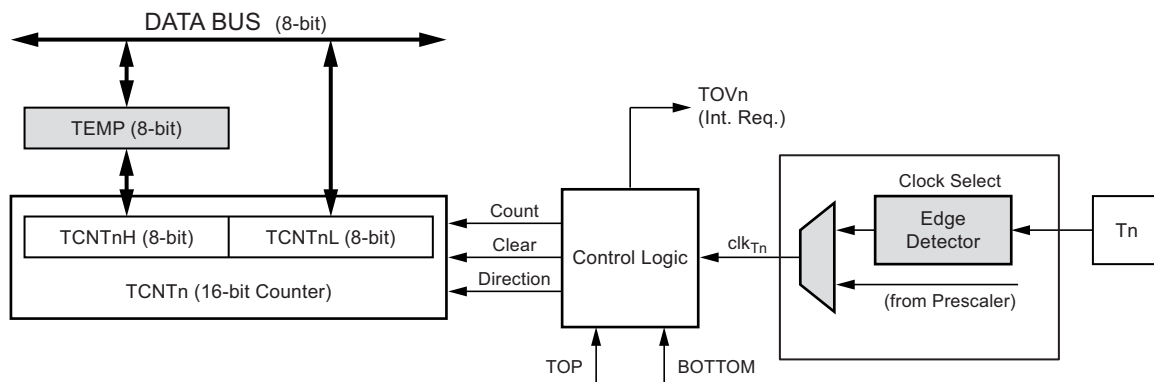 DATA BUS (8-bit)
TEMP (8-bit)
TCNTnH (8-bit)
TCNTnL (8-bit)
TCNTn (16-bit Counter)
Count
Clear
Direction
TOVn
(Int. Req.)
Control Logic
TOP
BOTTOM
clkTn
Clock Select
Edge
Detector
(from Prescaler)
Tn